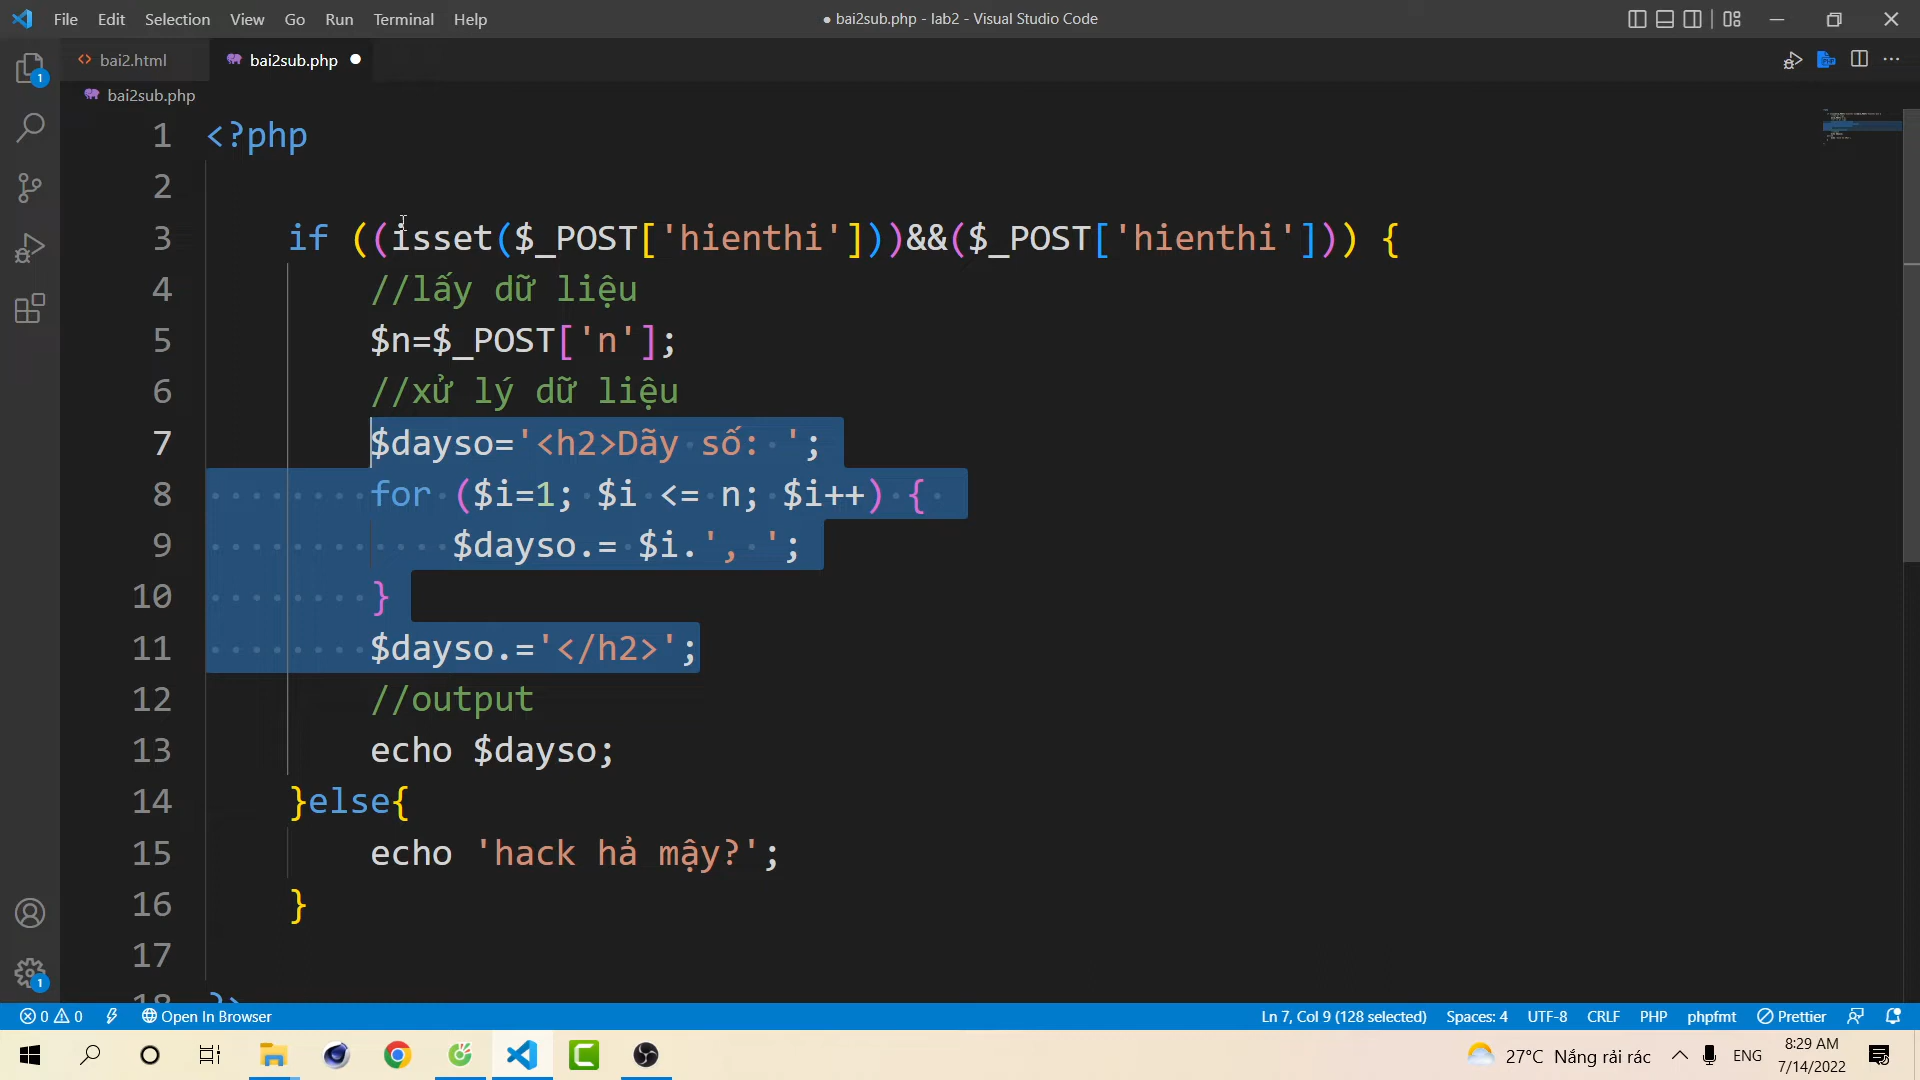 File Edit Selection View Go Run Terminal Help
● bai2sub.php - lab2 - Visual Studio Code
bai2.html
bai2sub.php
bai2sub.php
1 <?php
2
3 if ((isset($_POST['hienthi']))&&($_POST['hienthi'])) {
4 //lấy dữ liệu
5 $n=$_POST['n'];
6 //xử lý dữ liệu
7 $dayso='<h2>Dãy số: ';
8 for ($i=1; $i <= n; $i++) {
9 $dayso.= $i.', ';
10 }
11 $dayso.='</h2>';
12 //output
13 echo $dayso;
14 }else{
15 echo 'hack hả mậy?';
16 }
17
18 ?>
1
1
0 0 Open In Browser
Ln 7, Col 9 (128 selected) Spaces: 4 UTF-8 CRLF PHP phpfmt Prettier
27°C Nắng rải rác ENG
8:29 AM
7/14/2022